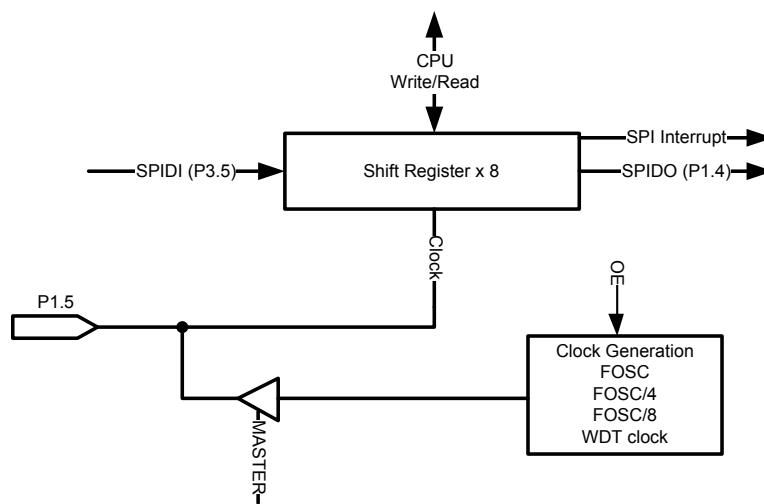 CPU
Write/Read
SPI Interrupt
SPIDI (P3.5)
Shift Register x 8
SPIDO (P1.4)
Clock
OE
P1.5
Clock Generation
FOSC
FOSC/4
FOSC/8
WDT clock
MASTER